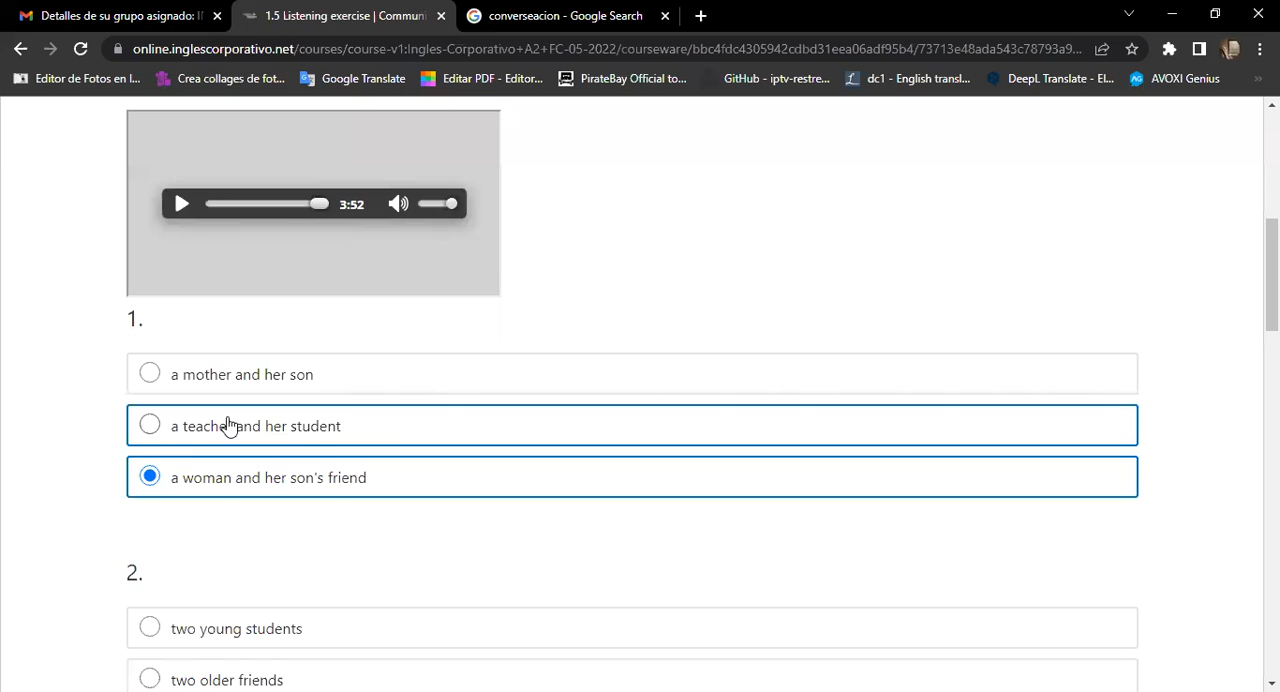 Detalles de su grupo asignado: I
1.5 Listening exercise | Commun
converseacion - Google Search
online.inglescorporativo.net/courses/course-v1:Ingles-Corporativo+A2+FC-05-2022/courseware/bbc4fdc4305942cdbd31eea06adf95b4/73713e48ada543c78793a9...
Editor de Fotos en l...
Crea collages de fot...
Google Translate
Editar PDF - Editor...
PirateBay Official to...
GitHub - iptv-restre...
dc1 - English transl...
DeepL Translate - El...
AVOXI Genius
3:52
1.
a mother and her son
a teacher and her student
a woman and her son's friend
2.
two young students
two older friends